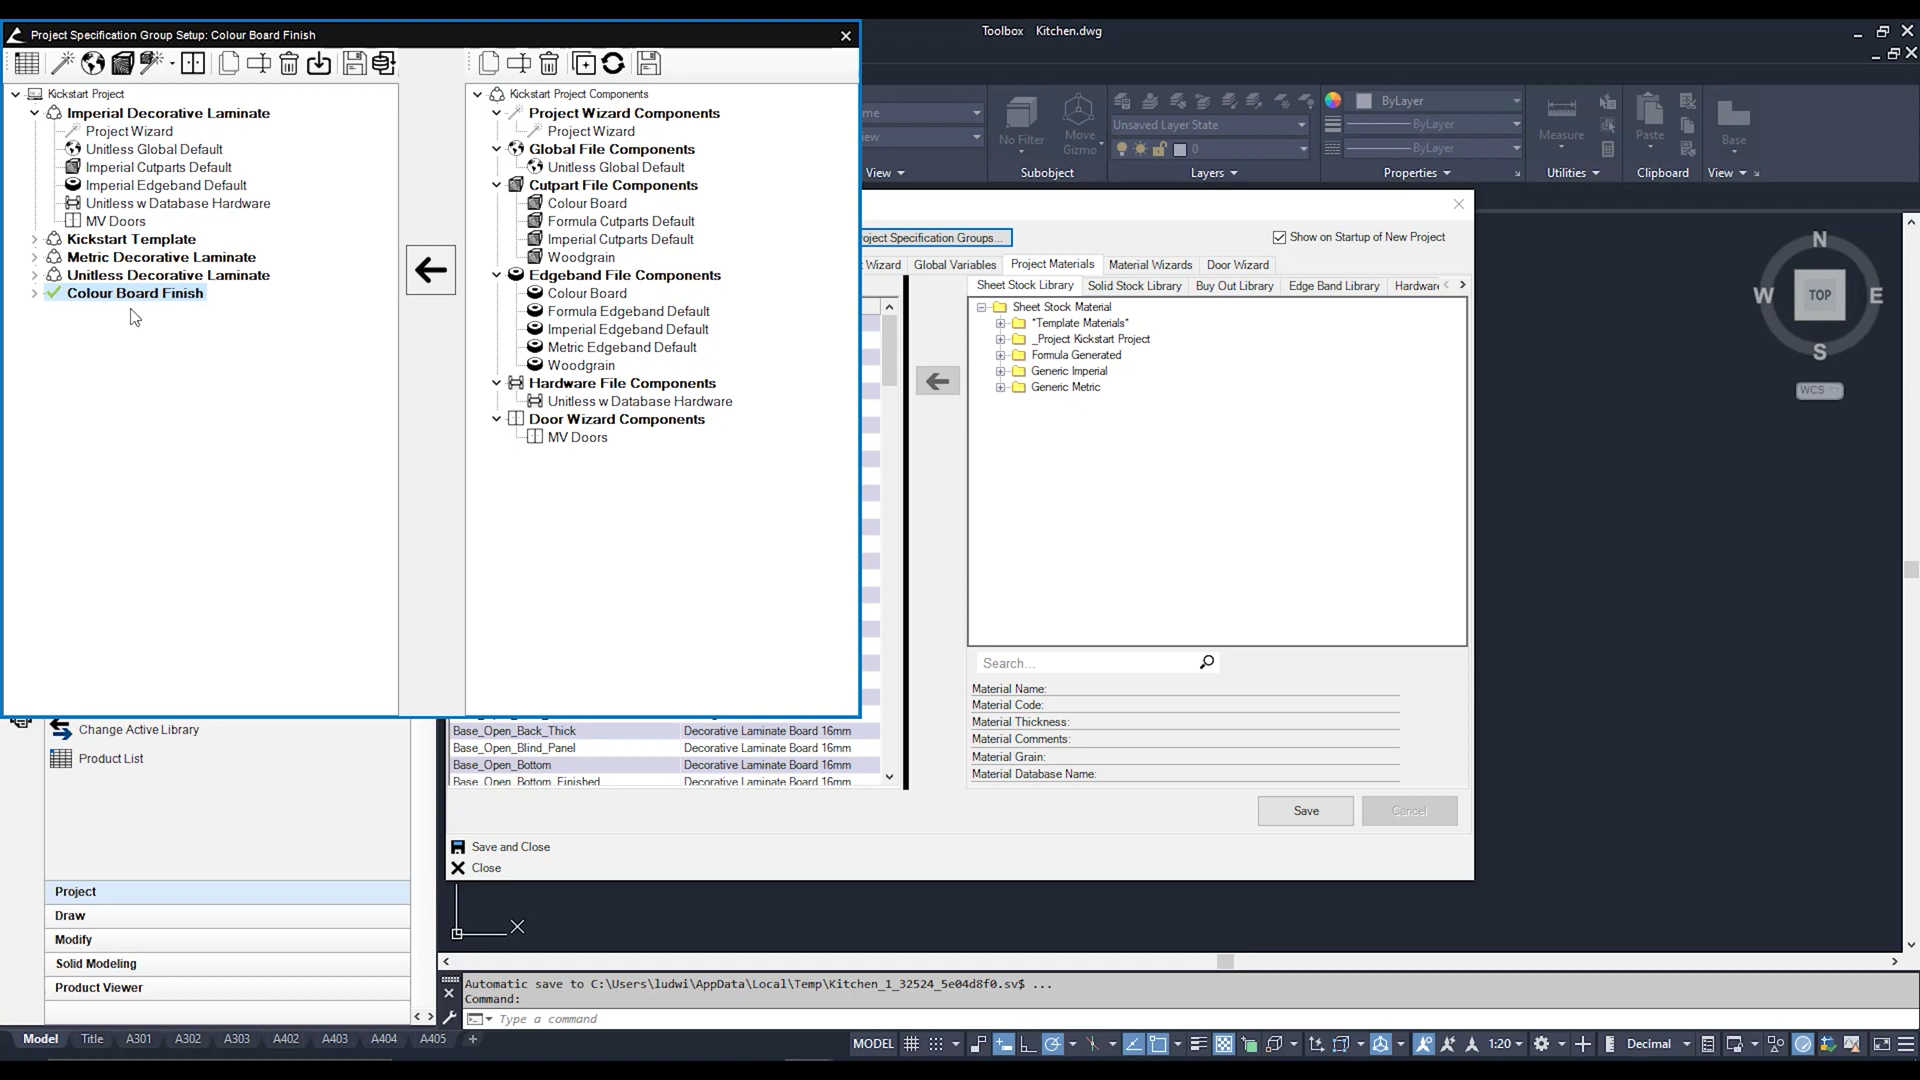 Project Specification Group Setup: Colour Board Finish
Toolbox Kitchen.dwg
Kickstart Project
Imperial Decorative Laminate
Project Wizard
Unitless Global Default
Imperial Cutparts Default
Imperial Edgeband Default
Unitless w Database Hardware
MV Doors
Kickstart Template
Metric Decorative Laminate
Unitless Decorative Laminate
Colour Board Finish
Kickstart Project Components
Project Wizard Components
Project Wizard
Global File Components
Unitless Global Default
Cutpart File Components
Colour Board
Formula Cutparts Default
Imperial Cutparts Default
Woodgrain
Edgeband File Components
Colour Board
Formula Edgeband Default
Imperial Edgeband Default
Metric Edgeband Default
Woodgrain
Hardware File Components
Unitless w Database Hardware
Door Wizard Components
MV Doors
No Filter
Move
Gizmo
Unsaved Layer State
0
ByLayer
ByLayer
ByLayer
Measure
Paste
Base
View
Subobject
Layers
Properties
Utilities
Clipboard
View
oject Specification Groups...
Show on Startup of New Project
Wizard
Global Variables
Project Materials
Material Wizards
Door Wizard
Sheet Stock Library
Solid Stock Library
Buy Out Library
Edge Band Library
Hardware
Sheet Stock Material
*Template Materials*
_Project Kickstart Project
Formula Generated
Generic Imperial
Generic Metric
Search...
Material Name:
Material Code:
Material Thickness:
Material Comments:
Material Grain:
Material Database Name:
Save
Cancel
N
W
TOP
E
S
WCS
Change Active Library
Product List
Base_Open_Back_Thick Decorative Laminate Board 16mm
Base_Open_Blind_Panel Decorative Laminate Board 16mm
Base_Open_Bottom Decorative Laminate Board 16mm
Base_Open_Bottom_Finished Decorative Laminate Board 16mm
Save and Close
Close
Project
Draw
Modify
Solid Modeling
Product Viewer
Automatic save to C:\Users\ludwi\AppData\Local\Temp\Kitchen_1_32524_5e04d8f0.sv$ ...
Command:
Type a command
Model Title A301 A302 A303 A402 A403 A404 A405
MODEL
1:20
Decimal